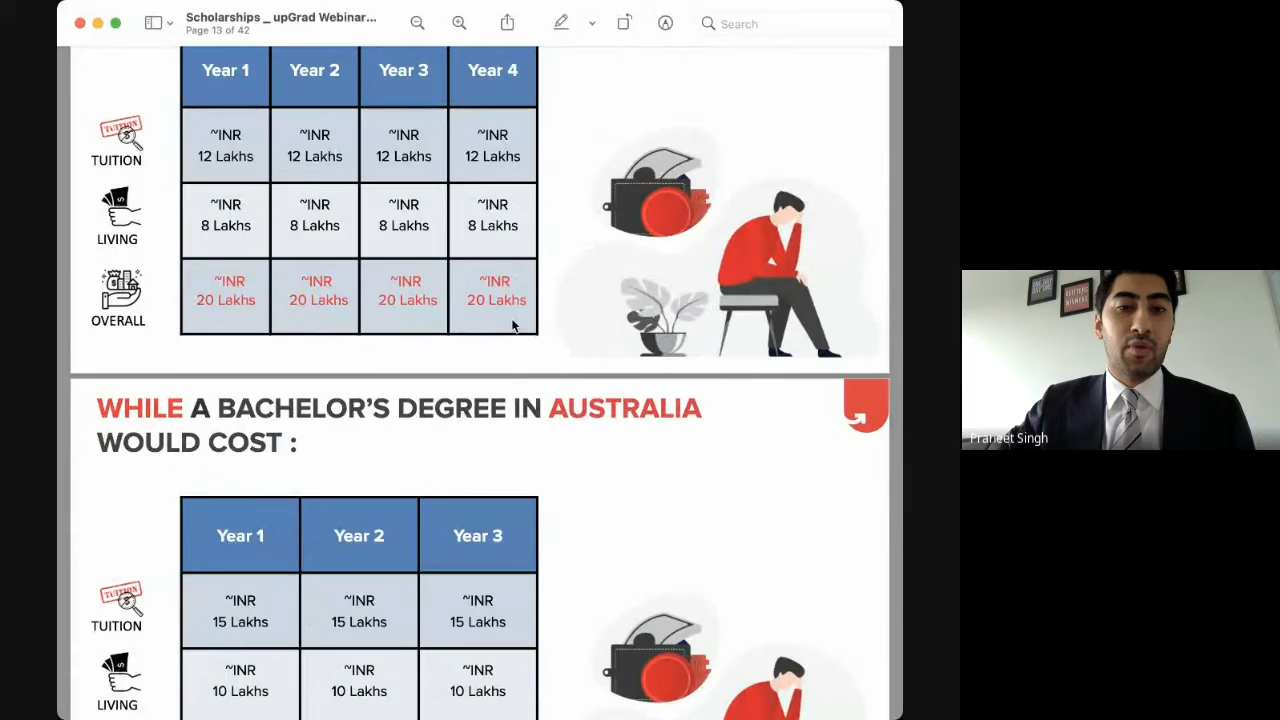 Scholarships _ upGrad Webinar...
Page 13 of 42
Search
Year 1 Year 2 Year 3 Year 4
TUITION
TUITION
~INR ~INR ~INR ~INR
12 Lakhs 12 Lakhs 12 Lakhs 12 Lakhs
LIVING
~INR ~INR ~INR ~INR
8 Lakhs 8 Lakhs 8 Lakhs 8 Lakhs
OVERALL
~INR ~INR ~INR ~INR
20 Lakhs 20 Lakhs 20 Lakhs 20 Lakhs
WHILE A BACHELOR'S DEGREE IN AUSTRALIA
WOULD COST :
Year 1 Year 2 Year 3
TUITION
TUITION
~INR ~INR ~INR
15 Lakhs 15 Lakhs 15 Lakhs
LIVING
~INR ~INR ~INR
10 Lakhs 10 Lakhs 10 Lakhs
Praneet Singh